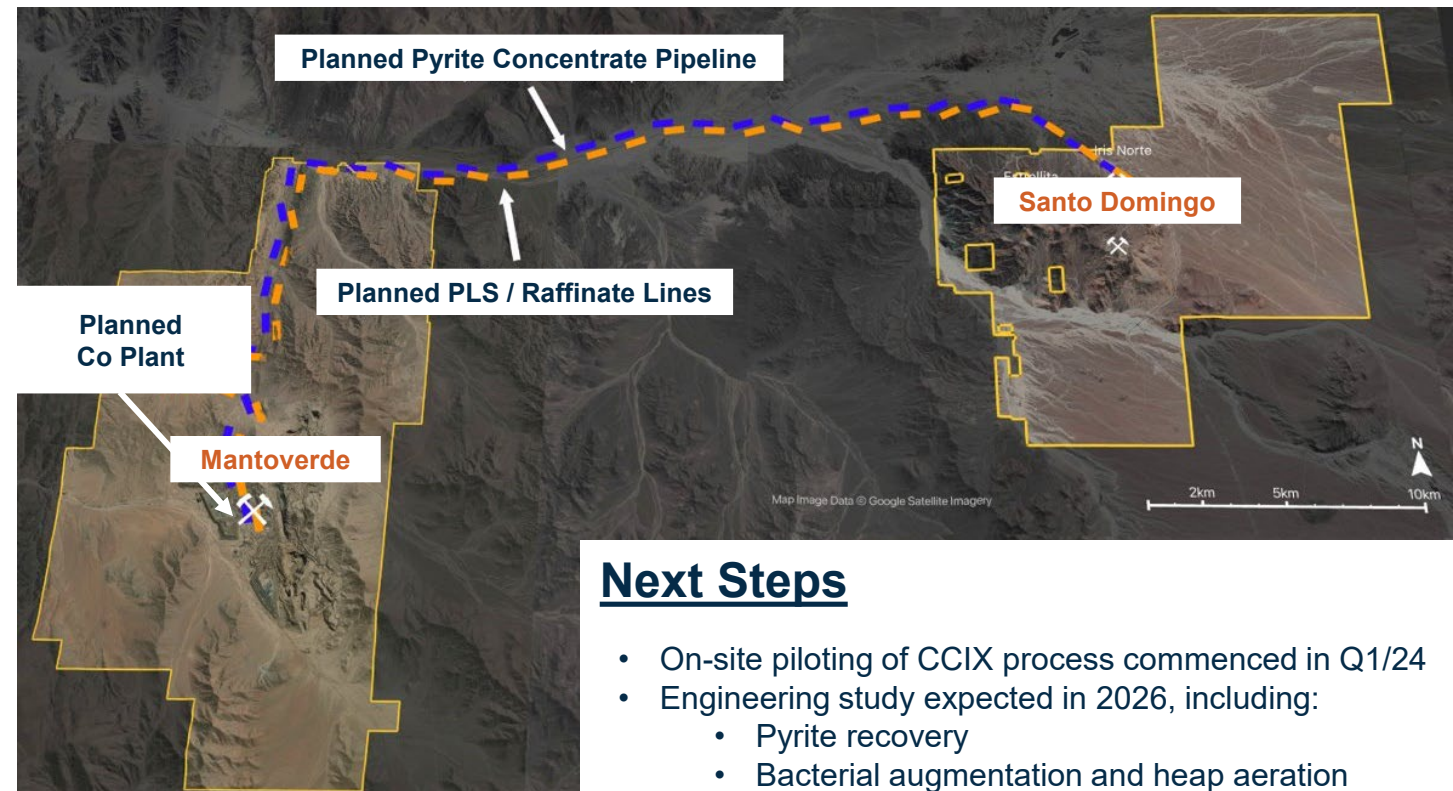 Planned Pyrite Concentrate Pipeline
Iris Norte
Santo Domingo
Planned PLS / Raffinate Lines
Planned
Co Plant
Mantoverde
N
Map Image Data © Google Satellite Imagery
2km 5km 10km
Next Steps
• On-site piloting of CCIX process commenced in Q1/24
• Engineering study expected in 2026, including:
• Pyrite recovery
• Bacterial augmentation and heap aeration